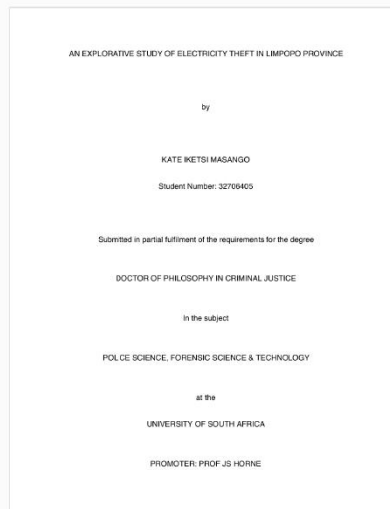 AN EXPLORATIVE STUDY OF ELECTRICITY THEFT IN LIMPOPO PROVINCE
by
KATE IKETSI MASANGO
Student Number: 32706405
Submitted in partial fulfilment of the requirements for the degree
DOCTOR OF PHILOSOPHY IN CRIMINAL JUSTICE
In the subject
POLCE SCIENCE, FORENSIC SCIENCE & TECHNOLOGY
at the
UNIVERSITY OF SOUTH AFRICA
PROMOTER: PROF JS HORNE